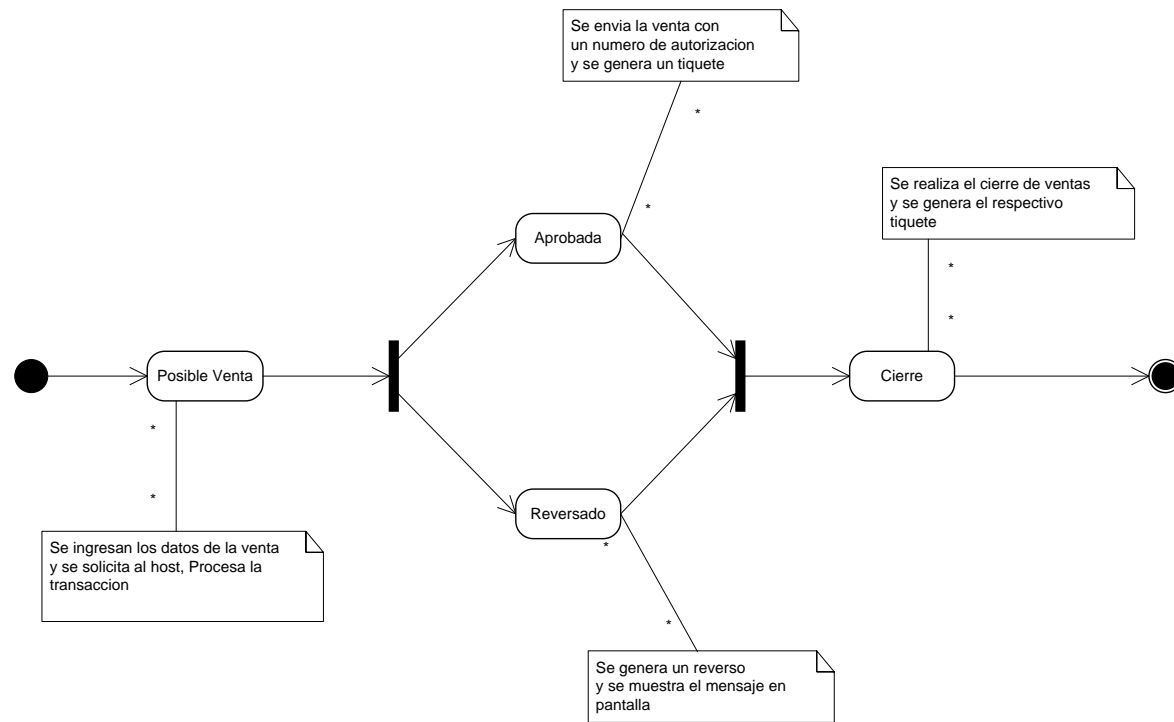 Se envia la venta con
un numero de autorizacion
y se genera un tiquete
*
*
Aprobada
Se realiza el cierre de ventas
y se genera el respectivo
tiquete
*
*
Posible Venta
Cierre
*
*
Se ingresan los datos de la venta
y se solicita al host, Procesa la
transaccion
Reversado
*
*
Se genera un reverso
y se muestra el mensaje en
pantalla